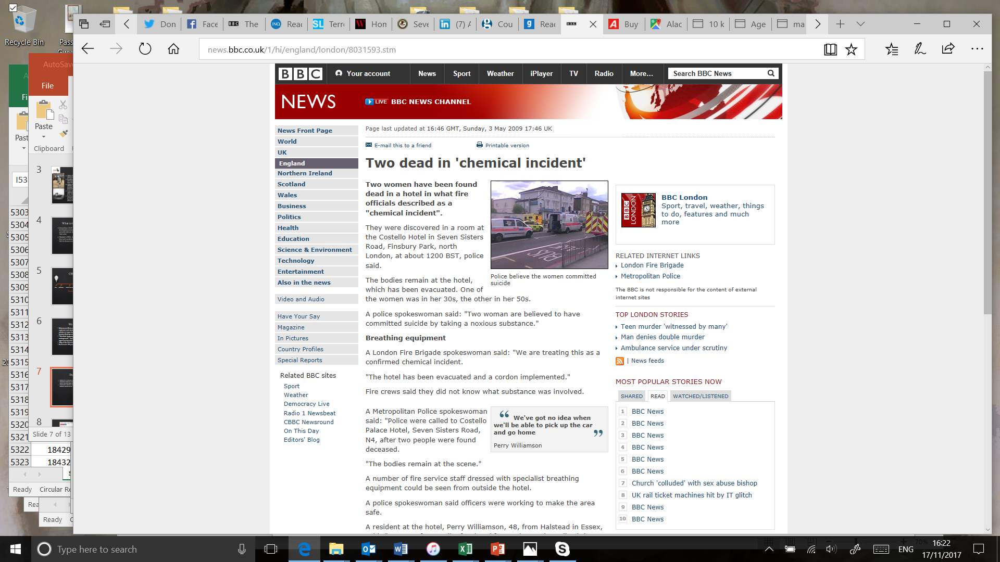 Recycle Bin
Pass
Don
Face
The
Reac
Terr
Hom
Seve
(7) A
Cou
Reac
Buy
Alac
10 k
Age
ma
news.bbc.co.uk/1/hi/england/london/8031593.stm
AutoSav
File
Fi
Paste
Past
Clipboard
I53
3
4
5
6
7
8
Slide 7 of 13
5303
5304
5305
5306
5307
5308
5309
5310
5311
5312
5313
5314
5315
5316
5317
5318
5319
5320
5321
5322 18429
5323 18432
Ready Circular Re
Rea
Ready C
BBC
Your account
News
Sport
Weather
iPlayer
TV
Radio
More...
Search BBC News
NEWS
LIVE BBC NEWS CHANNEL
News Front Page
World
UK
England
Northern Ireland
Scotland
Wales
Business
Politics
Health
Education
Science & Environment
Technology
Entertainment
Also in the news
Video and Audio
Have Your Say
Magazine
In Pictures
Country Profiles
Special Reports
Related BBC sites
Sport
Weather
Democracy Live
Radio 1 Newsbeat
CBBC Newsround
On This Day
Editors' Blog
Page last updated at 16:46 GMT, Sunday, 3 May 2009 17:46 UK
E-mail this to a friend
Printable version
Two dead in 'chemical incident'
Two women have been found
dead in a hotel in what fire
officials described as a
"chemical incident".
They were discovered in a room at
the Costello Hotel in Seven Sisters
Road, Finsbury Park, north
London, at about 1200 BST, police
said.
Police believe the women committed
suicide
The bodies remain at the hotel,
which has been evacuated. One of
the women was in her 30s, the other in her 50s.
A police spokeswoman said: "Two woman are believed to have
committed suicide by taking a noxious substance."
Breathing equipment
A London Fire Brigade spokeswoman said: "We are treating this as a
confirmed chemical incident.
"The hotel has been evacuated and a cordon implemented."
Fire crews said they did not know what substance was involved.
A Metropolitan Police spokeswoman
said: "Police were called to Costello
Palace Hotel, Seven Sisters Road,
N4, after two people were found
deceased.
“ We've got no idea when
we'll be able to pick up the car
and go home ”
Perry Williamson
"The bodies remain at the scene."
A number of fire service staff dressed with specialist breathing
equipment could be seen from outside the hotel.
A police spokeswoman said officers were working to make the area
safe.
A resident at the hotel, Perry Williamson, 48, from Halstead in Essex,
BBC LONDON
BBC London
Sport, travel, weather, things
to do, features and much
more
RELATED INTERNET LINKS
London Fire Brigade
Metropolitan Police
The BBC is not responsible for the content of external
internet sites
TOP LONDON STORIES
Teen murder 'witnessed by many'
Man denies double murder
Ambulance service under scrutiny
| News feeds
MOST POPULAR STORIES NOW
SHARED
READ
WATCHED/LISTENED
1 BBC News
2 BBC News
3 BBC News
4 BBC News
5 BBC News
6 BBC News
7 Church 'colluded' with sex abuse bishop
8 UK rail ticket machines hit by IT glitch
9 BBC News
10 BBC News
Type here to search
ENG
16:22
17/11/2017